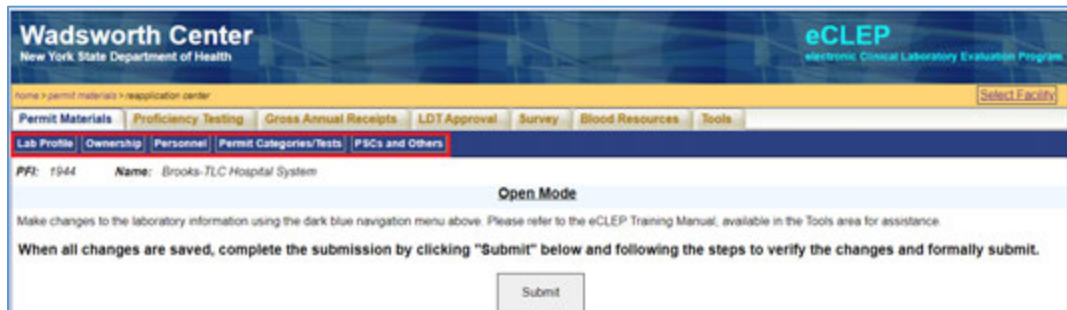 Wadsworth Center
New York State Department of Health
eCLEP
electronic Clinical Laboratory Evaluation Program
home > permit materials > reapplication center
Select Facility
Permit Materials Proficiency Testing Gross Annual Receipts LDT Approval Survey Blood Resources Tools
Lab Profile Ownership Personnel Permit Categories/Tests PSCs and Others
PFI: 1944 Name: Brooks-TLC Hospital System
Open Mode
Make changes to the laboratory information using the dark blue navigation menu above. Please refer to the eCLEP Training Manual, available in the Tools area for assistance.
When all changes are saved, complete the submission by clicking "Submit" below and following the steps to verify the changes and formally submit.
Submit